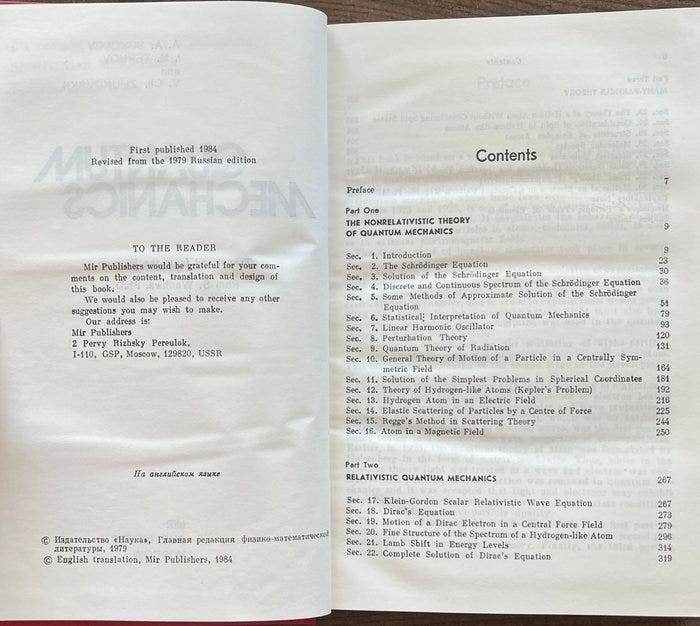 First published 1984
Revised from the 1979 Russian edition
TO THE READER
Mir Publishers would be grateful for your com-
ments on the content, translation and design of
this book.
We would also be pleased to receive any other
suggestions you may wish to make.
Our address is:
Mir Publishers
2 Pervy Rizhsky Pereulok,
I-110, GSP, Moscow, 129820, USSR
На английском языке
© Издательство «Наука», Главная редакция физико-математической
литературы, 1979
© English translation, Mir Publishers, 1984
Contents
Preface 7
Part One
THE NONRELATIVISTIC THEORY
OF QUANTUM MECHANICS 9
Sec. 1. Introduction 9
Sec. 2. The Schrödinger Equation 23
Sec. 3. Solution of the Schrödinger Equation 30
Sec. 4. Discrete and Continuous Spectrum of the Schrödinger Equation 36
Sec. 5. Some Methods of Approximate Solution of the Schrödinger
Equation 51
Sec. 6. Statistical Interpretation of Quantum Mechanics 79
Sec. 7. Linear Harmonic Oscillator 93
Sec. 8. Perturbation Theory 120
Sec. 9. Quantum Theory of Radiation 131
Sec. 10. General Theory of Motion of a Particle in a Centrally Sym-
metric Field 164
Sec. 11. Solution of the Simplest Problems in Spherical Coordinates 181
Sec. 12. Theory of Hydrogen-like Atoms (Kepler's Problem) 192
Sec. 13. Hydrogen Atom in an Electric Field 216
Sec. 14. Elastic Scattering of Particles by a Centre of Force 225
Sec. 15. Regge's Method in Scattering Theory 244
Sec. 16. Atom in a Magnetic Field 250
Part Two
RELATIVISTIC QUANTUM MECHANICS 267
Sec. 17. Klein-Gordon Scalar Relativistic Wave Equation 267
Sec. 18. Dirac's Equation 273
Sec. 19. Motion of a Dirac Electron in a Central Force Field 279
Sec. 20. Fine Structure of the Spectrum of a Hydrogen-like Atom 296
Sec. 21. Lamb Shift in Energy Levels 314
Sec. 22. Complete Solution of Dirac's Equation 319